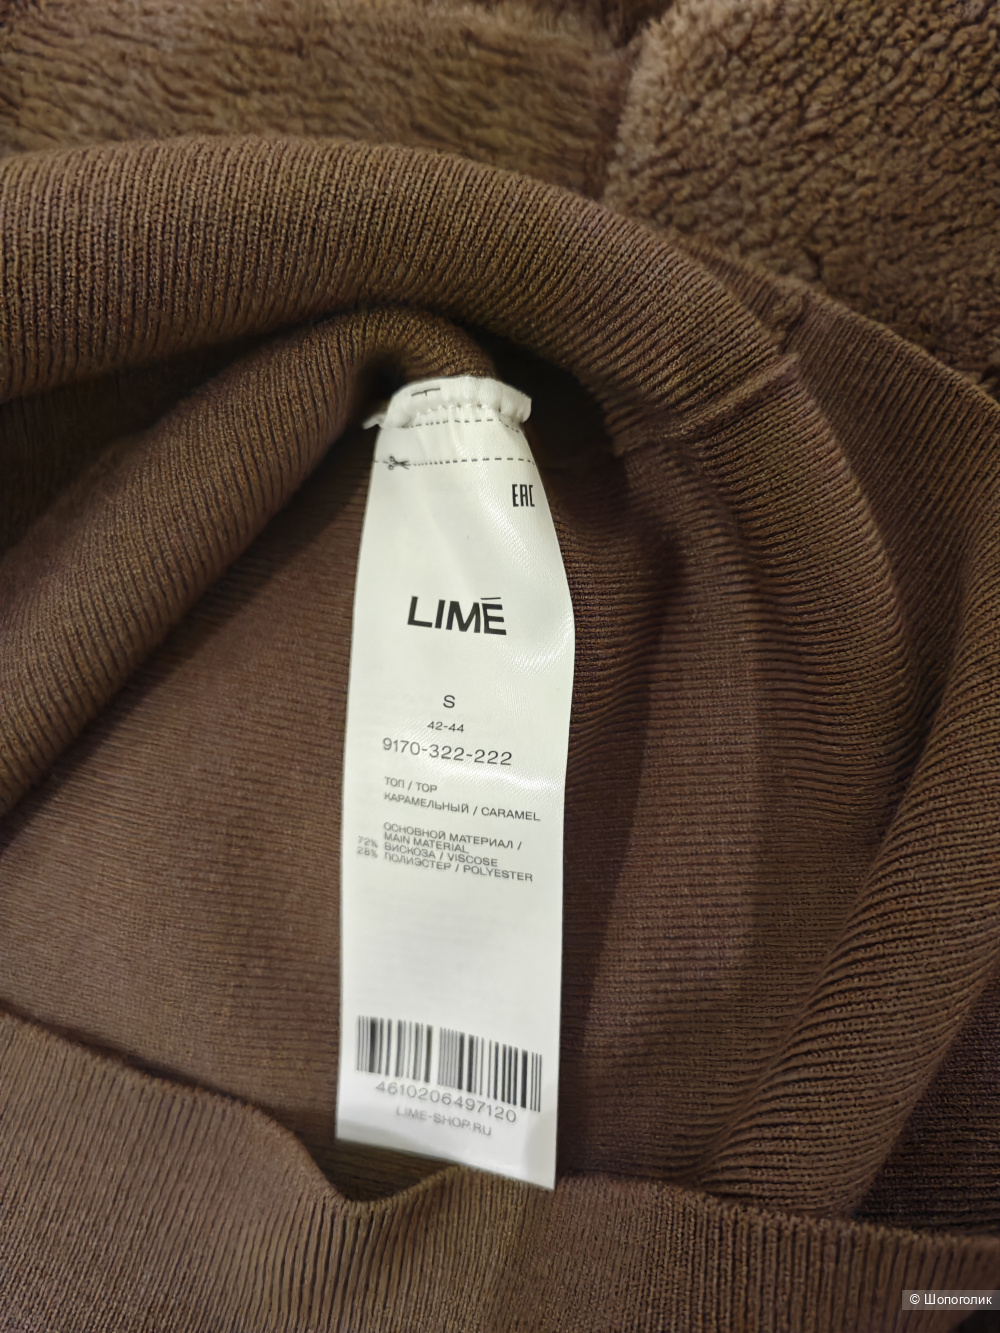 EAC
LIMĒ
S
42-44
9170-322-222
ТОП / TOP
КАРАМЕЛЬНЫЙ / CARAMEL
ОСНОВНОЙ МАТЕРИАЛ /
MAIN MATERIAL
72% ВИСКОЗА / VISCOSE
28% ПОЛИЭСТЕР / POLYESTER
4610206497120
LIME-SHOP.RU
© Шопоголик